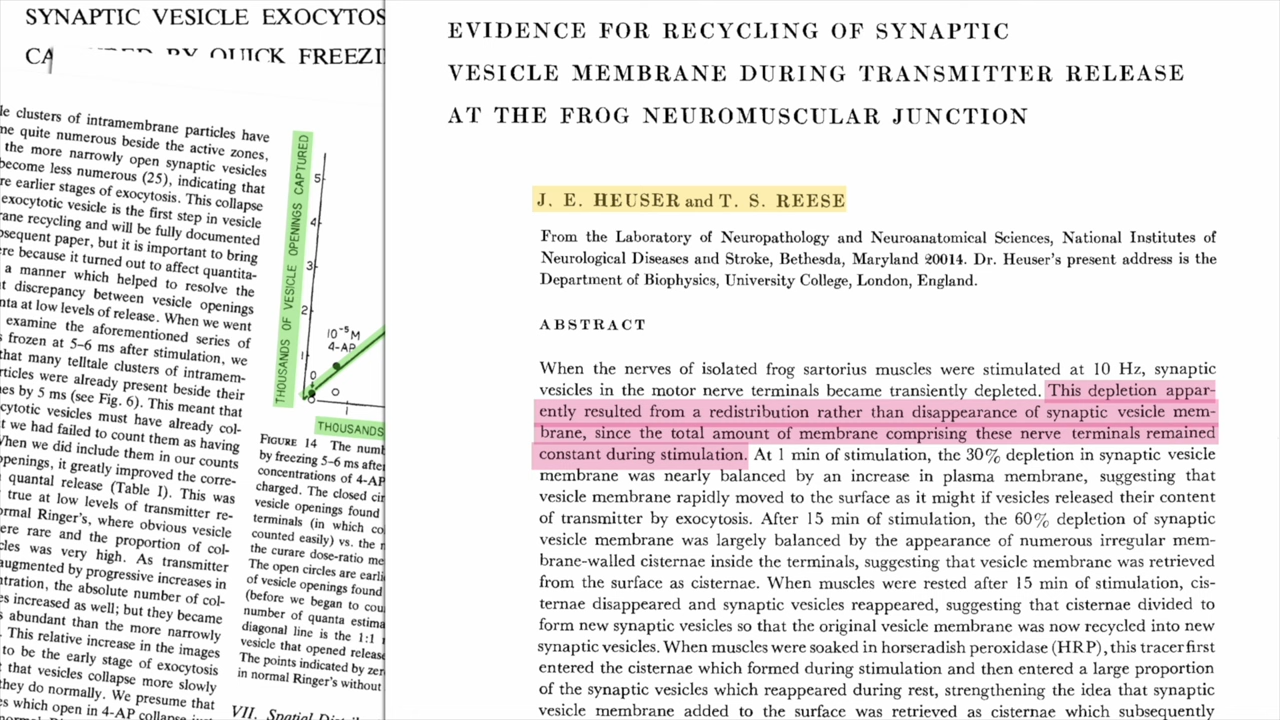 SYNAPTIC VESICLE EXOCYTOS
CA
BY QUICK FREEZI
le clusters of intramembrane particles have
me quite numerous beside the active zones,
the more narrowly open synaptic vesicles
become less numerous (25), indicating that
re earlier stages of exocytosis. This collapse
exocytotic vesicle is the first step in vesicle
rane recycling and will be fully documented
bsequent paper, but it is important to bring
re because it turned out to affect quantita-
a manner which helped to resolve the
t discrepancy between vesicle openings
nta at low levels of release. When we went
examine the aforementioned series of
s frozen at 5–6 ms after stimulation, we
that many telltale clusters of intramem-
rticles were already present beside their
nes by 5 ms (see Fig. 6). This meant that
cytotic vesicles must have already col-
t we had failed to count them as having
When we did include them in our counts
openings, it greatly improved the corre-
quantal release (Table I). This was
true at low levels of transmitter re-
ormal Ringer's, where obvious vesicle
ere rare and the proportion of col-
cles was very high. As transmitter
augmented by progressive increases in
ntration, the absolute number of col-
es increased as well; but they became
s abundant than the more narrowly
This relative increase in the images
to be the early stage of exocytosis
that vesicles collapse more slowly
they do normally. We presume that
es which open in 4-AP collapse
THOUSANDS OF VESICLE OPENINGS CAPTURED
5
4
3
2
1
0
10⁻⁵M
4-AP
0
1
THOUSANDS
FIGURE 14 The numb
by freezing 5–6 ms after
concentrations of 4-AP
charged. The closed cir
vesicle openings found
terminals (in which co
counted easily) vs. the n
the curare dose-ratio me
The open circles are earli
of vesicle openings found
(before we began to cou
number of quanta estima
diagonal line is the 1:1 r
vesicle that opened release
The points indicated by zer
in normal Ringer's without
VII. Spatial
EVIDENCE FOR RECYCLING OF SYNAPTIC
VESICLE MEMBRANE DURING TRANSMITTER RELEASE
AT THE FROG NEUROMUSCULAR JUNCTION
J. E. HEUSER and T. S. REESE
From the Laboratory of Neuropathology and Neuroanatomical Sciences, National Institutes of
Neurological Diseases and Stroke, Bethesda, Maryland 20014. Dr. Heuser's present address is the
Department of Biophysics, University College, London, England.
ABSTRACT
When the nerves of isolated frog sartorius muscles were stimulated at 10 Hz, synaptic
vesicles in the motor nerve terminals became transiently depleted. This depletion appar-
ently resulted from a redistribution rather than disappearance of synaptic vesicle mem-
brane, since the total amount of membrane comprising these nerve terminals remained
constant during stimulation. At 1 min of stimulation, the 30% depletion in synaptic vesicle
membrane was nearly balanced by an increase in plasma membrane, suggesting that
vesicle membrane rapidly moved to the surface as it might if vesicles released their content
of transmitter by exocytosis. After 15 min of stimulation, the 60% depletion of synaptic
vesicle membrane was largely balanced by the appearance of numerous irregular mem-
brane-walled cisternae inside the terminals, suggesting that vesicle membrane was retrieved
from the surface as cisternae. When muscles were rested after 15 min of stimulation, cis-
ternae disappeared and synaptic vesicles reappeared, suggesting that cisternae divided to
form new synaptic vesicles so that the original vesicle membrane was now recycled into new
synaptic vesicles. When muscles were soaked in horseradish peroxidase (HRP), this tracer first
entered the cisternae which formed during stimulation and then entered a large proportion
of the synaptic vesicles which reappeared during rest, strengthening the idea that synaptic
vesicle membrane added to the surface was retrieved as cisternae which subsequently